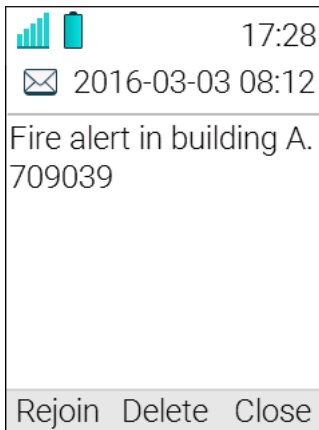 17:28
2016-03-03 08:12
Fire alert in building A.
709039
Rejoin Delete Close